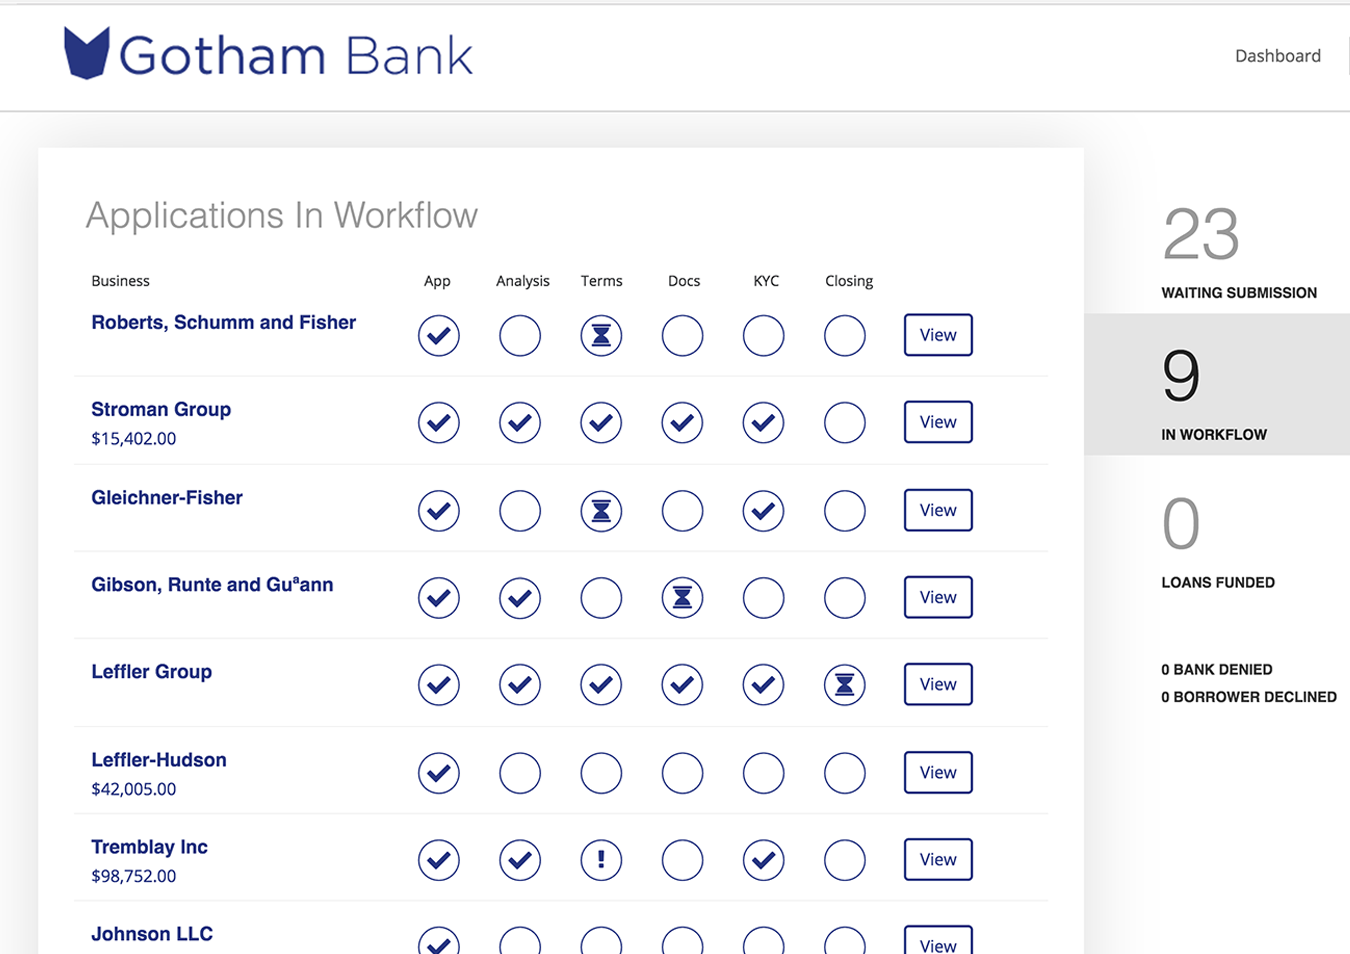 Gotham Bank
Dashboard
Applications In Workflow
Business App Analysis Terms Docs KYC Closing
Roberts, Schumm and Fisher View
Stroman Group View
$15,402.00
Gleichner-Fisher View
Gibson, Runte and Guªann View
Leffler Group View
Leffler-Hudson View
$42,005.00
Tremblay Inc ! View
$98,752.00
Johnson LLC View
23
WAITING SUBMISSION
9
IN WORKFLOW
0
LOANS FUNDED
0 BANK DENIED
0 BORROWER DECLINED